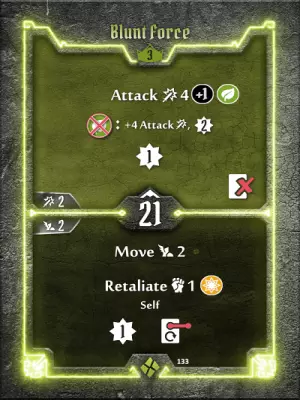 Blunt Force
3
Attack 4 +1
: +4 Attack , 2
1
2
21
2
Move 2
Retaliate 1
Self
1
133